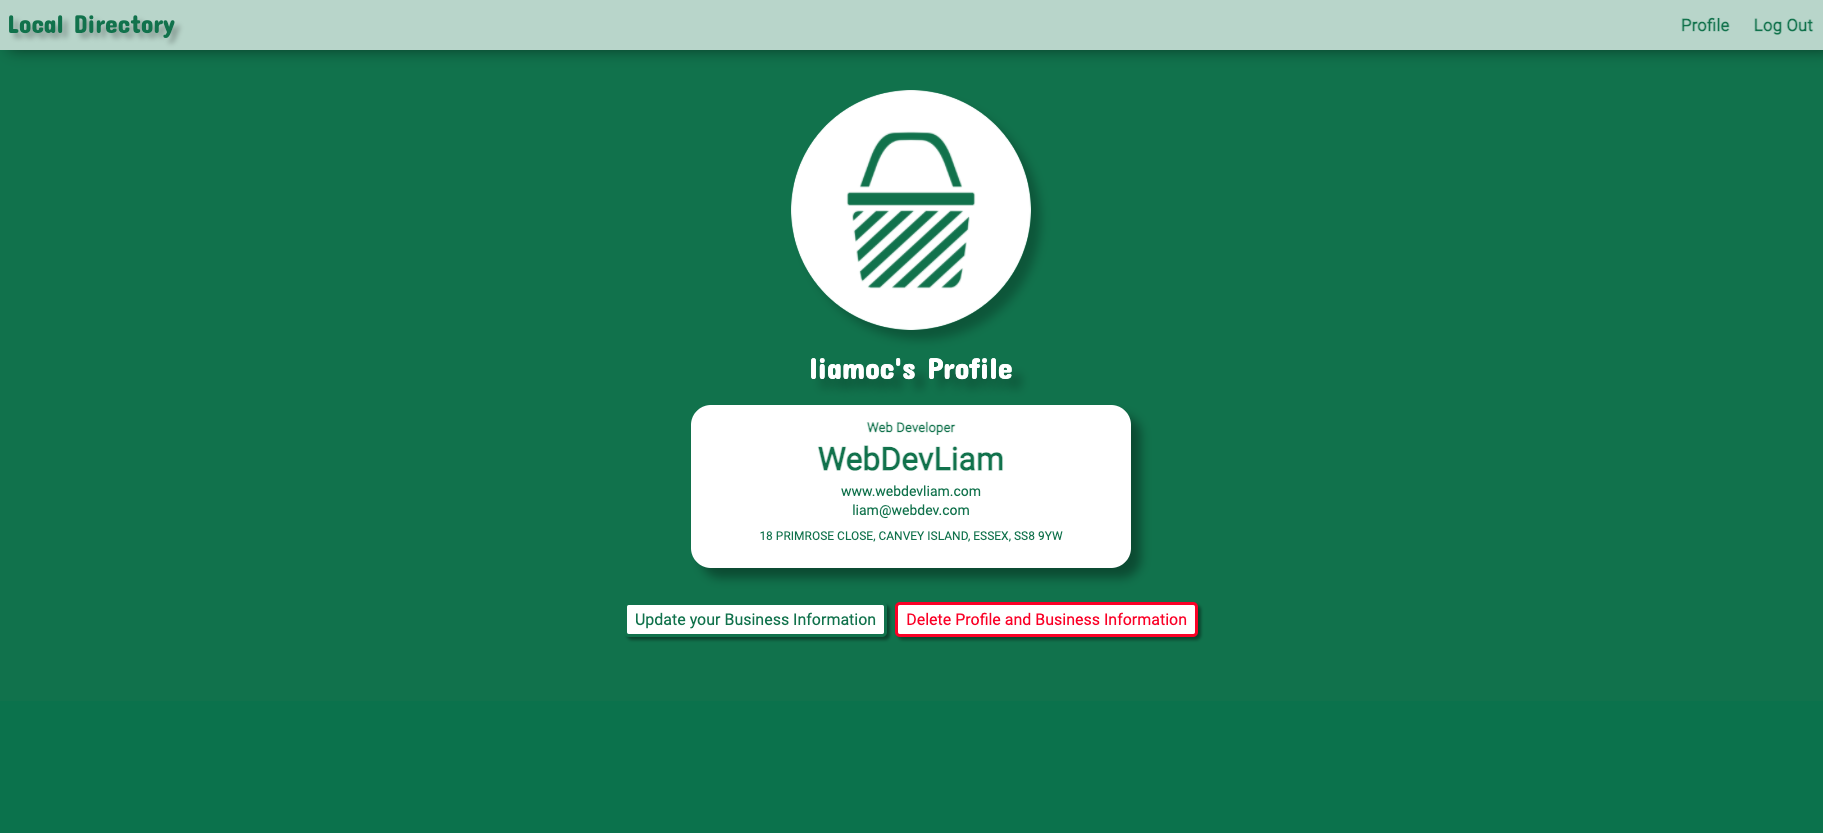 Local Directory
Profile
Log Out
liamoc's Profile
Web Developer
WebDevLiam
www.webdevliam.com
liam@webdev.com
18 PRIMROSE CLOSE, CANVEY ISLAND, ESSEX, SS8 9YW
Update your Business Information
Delete Profile and Business Information